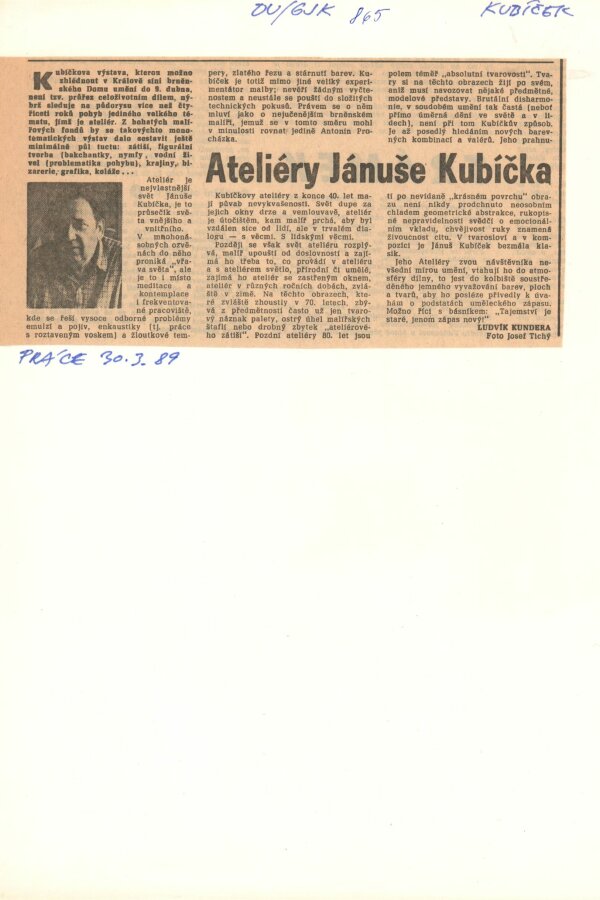 DU/GJK 865 KUBÍČEK
Kubíčkova výstava, kterou možno
zhlédnout v Králově síni brněn-
ského Domu umění do 9. dubna,
není tzv. průřez celoživotním dílem, ný-
brž sleduje na půdorysu více než čty-
řiceti roků pohyb jediného velkého té-
matu, jímž je ateliér. Z bohatých malí-
řových fondů by se takovýchto mono-
tematických výstav dalo sestavit ještě
minimálně půl tuctu: zátiší, figurální
tvorba (bakchantky, nymfy, vodní ži-
vel (problematika pohybu), krajiny, bi-
zarerie, grafika, koláže . . .
Ateliér je
nejvlastnější
svět Jánuše
Kubíčka, je to
průsečík svě-
ta vnějšího a
vnitřního.
V mnohoná-
sobných ozvě-
nách do něho
proniká „vřa-
va světa“, ale
je to i místo
meditace a
kontemplace
i frekventova-
né pracoviště,
kde se řeší vysoce odborné problémy
emulzí a pojiv, enkaustiky (tj. práce
s roztaveným voskem) a žloutkové tem-
pery, zlatého řezu a stárnutí barev. Ku-
bíček je totiž mimo jiné veliký experi-
mentátor malby; nevěří žádným vyčte-
nostem a neustále se pouští do složitých
technických pokusů. Právem se o něm
mluví jako o nejučenějším brněnském
malíři, jemuž se v tomto směru mohl
v minulosti rovnat jedině Antonín Pro-
cházka.
Ateliéry Jánuše Kubíčka
Kubíčkovy ateliéry z konce 40. let ma-
jí půvab nevykvašenosti. Svět dupe za
jejich okny drze a vemlouvavě, ateliér
je útočištěm, kam malíř prchá, aby byl
vzdálen sice od lidí, ale v trvalém dia-
logu — s věcmi. S lidskými věcmi.
Později se však svět ateliéru rozplý-
vá, malíř upouští od doslovností a zají-
má ho třeba to, co provádí v ateliéru
a s ateliérem světlo, přírodní či umělé,
zajímá ho ateliér se zastřeným oknem,
ateliér v různých ročních dobách, zvláš-
tě v zimě. Na těchto obrazech, kte-
ré zvláště zhoustly v 70. letech, zbý-
vá z předmětnosti často už jen tvaro-
vý náznak palety, ostrý úhel malířských
štaflí nebo drobný zbytek „ateliérové-
ho zátiší“. Pozdní ateliéry 80. let jsou
polem téměř „absolutní tvarovosti“. Tva-
ry si na těchto obrazech žijí po svém,
aniž musí navozovat nějaké předmětné,
modelové představy. Brutální disharmo-
nie, v soudobém umění tak častá (neboť
přímo úměrná dění ve světě a v li-
dech), není při tom Kubíčkův způsob.
Je až posedlý hledáním nových barev-
ných kombinací a valérů. Jeho prahnu-
tí po nevídaně „krásném povrchu“ obra-
zu není nikdy prodchnuto neosobním
chladem geometrické abstrakce, rukopis-
né nepravidelnosti svědčí o emocionál-
ním vkladu, chvějivost ruky znamená
živoucnost citu. V tvarosloví a v kom-
pozici je Jánuš Kubíček bezmála kla-
sik.
Jeho Ateliéry zvou návštěvníka ne-
všední mírou umění, vtahují ho do atmo-
sféry dílny, to jest do kolbiště soustře-
děného jemného vyvažování barev, ploch
a tvarů, aby ho posléze přivedly k úva-
hám o podstatách uměleckého zápasu.
Možno říci s básníkem: „Tajemství je
staré, jenom zápas nový!“
LUDVÍK KUNDERA
Foto Josef Tichý
PRÁCE 30.3.89